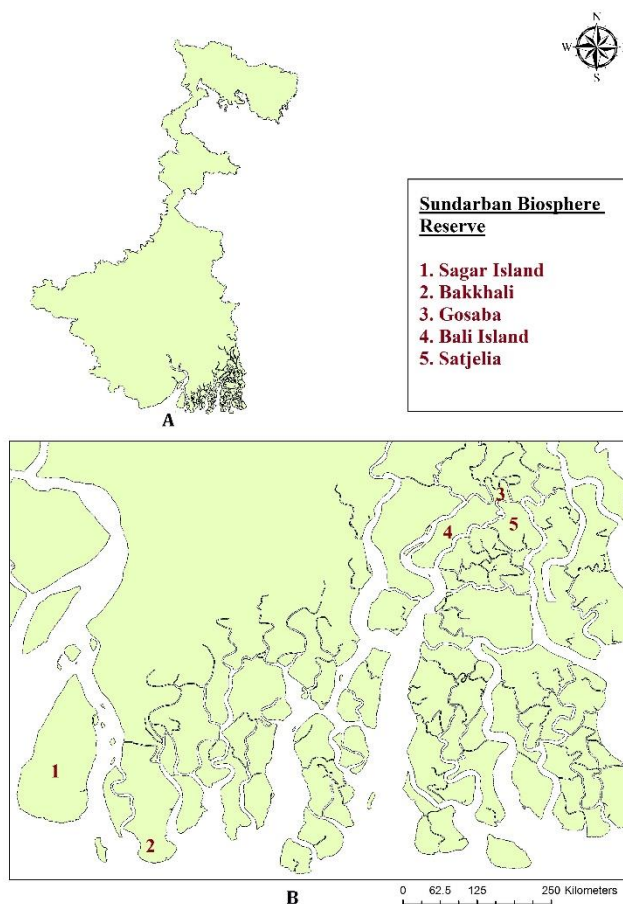 N
W E
S
Sundarban Biosphere
Reserve
1. Sagar Island
2. Bakkhali
3. Gosaba
4. Bali Island
5. Satjelia
A
3
4 5
1
2
B
0 62.5 125 250 Kilometers